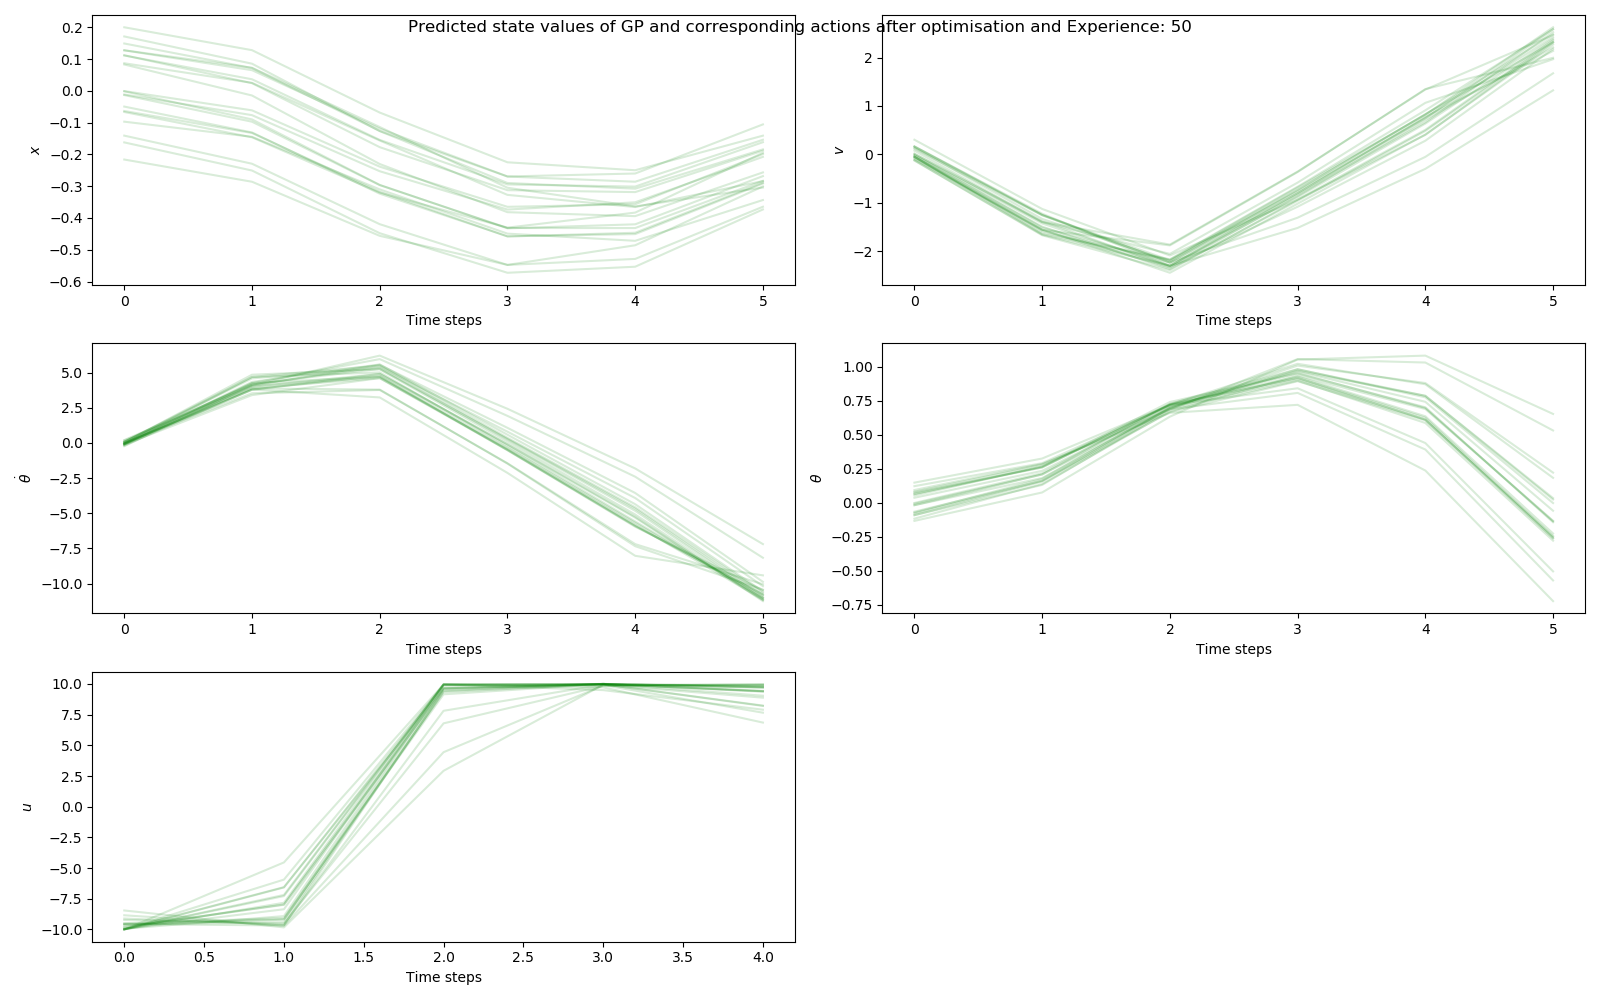 Predicted state values of GP and corresponding actions after optimisation and Experience: 50
0.2
0.1
0.0
−0.1
−0.2
−0.3
−0.4
−0.5
−0.6
x
0 1 2 3 4 5
Time steps
2
1
0
−1
−2
v
0 1 2 3 4 5
Time steps
5.0
2.5
0.0
−2.5
−5.0
−7.5
−10.0
θ̇
0 1 2 3 4 5
Time steps
1.00
0.75
0.50
0.25
0.00
−0.25
−0.50
−0.75
θ
0 1 2 3 4 5
Time steps
10.0
7.5
5.0
2.5
0.0
−2.5
−5.0
−7.5
−10.0
u
0.0 0.5 1.0 1.5 2.0 2.5 3.0 3.5 4.0
Time steps